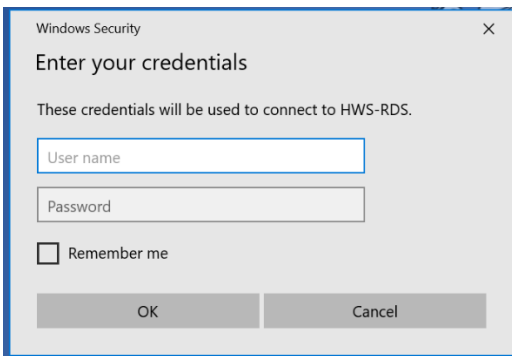 Windows Security
Enter your credentials
These credentials will be used to connect to HWS-RDS.
User name
Password
Remember me
OK
Cancel